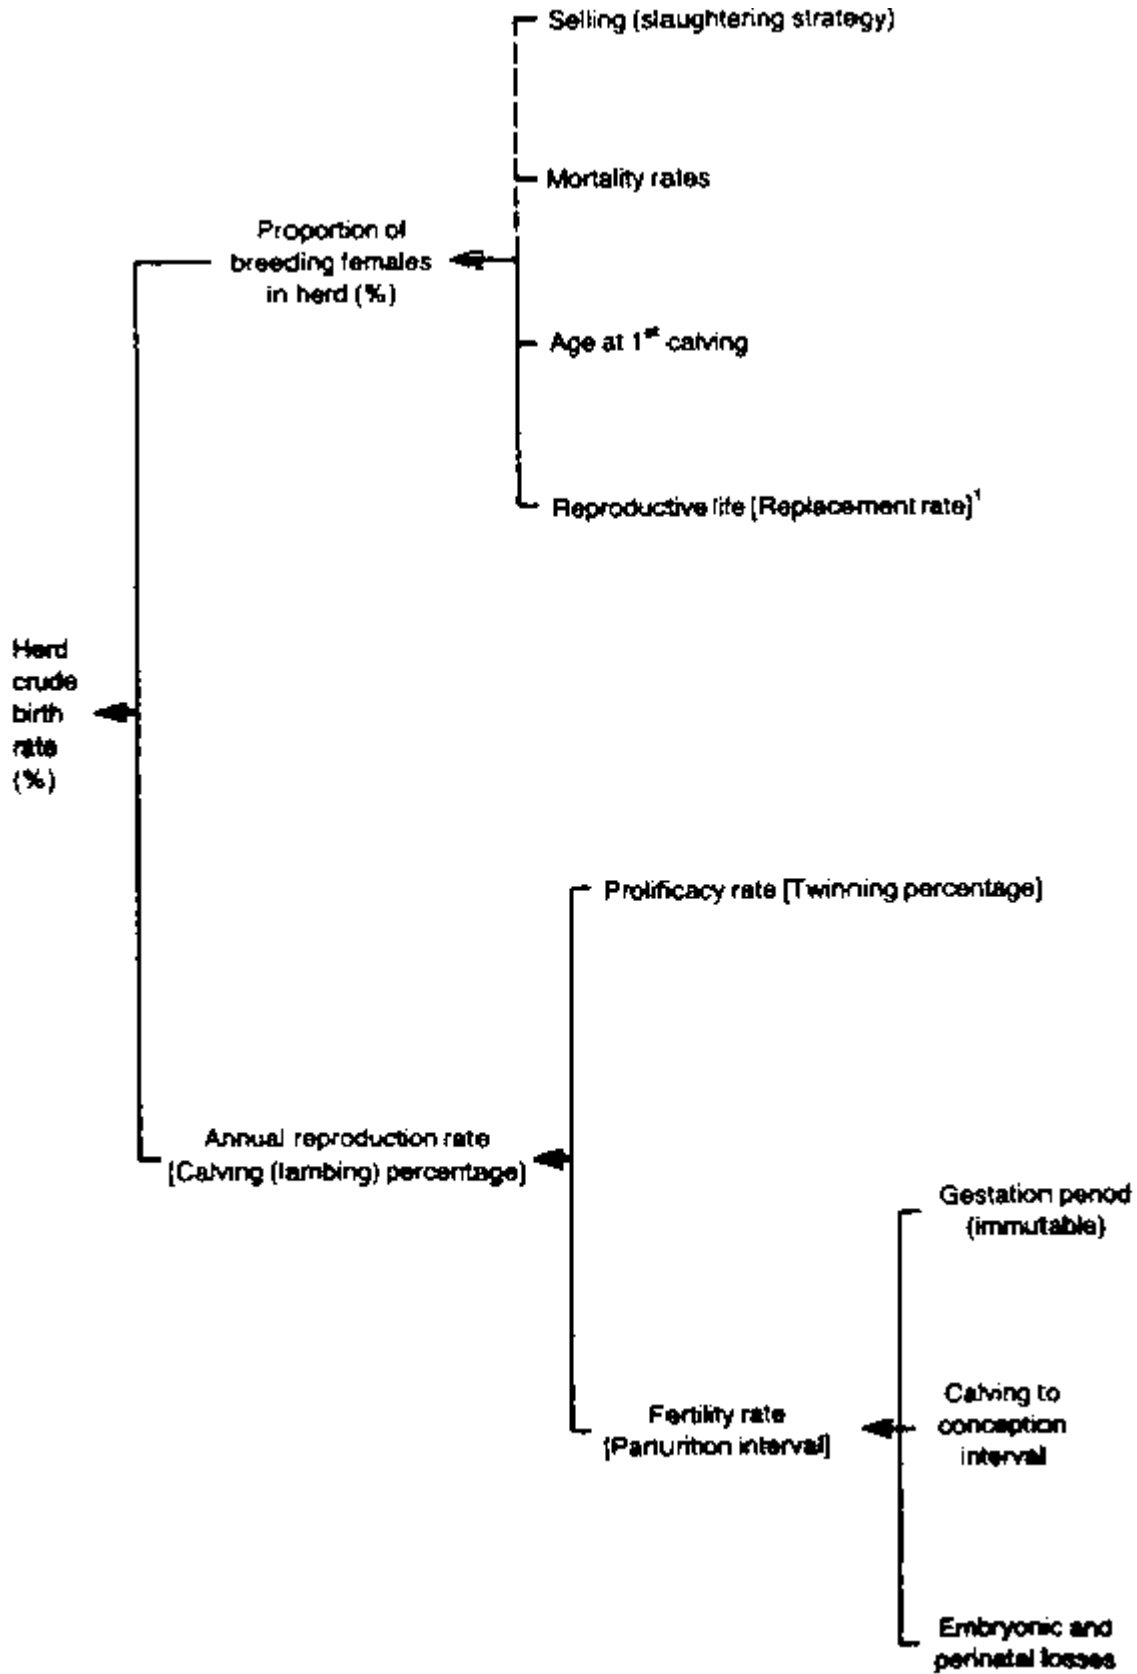 Selling (slaughtering strategy)
Mortality rates
Proportion of
breeding females
in herd (%)
Age at 1st calving
Reproductive life [Replacement rate]1
Herd
crude
birth
rate
(%)
Prolificacy rate [Twinning percentage]
Annual reproduction rate
[Calving (lambing) percentage]
Gestation period
(immutable)
Fertility rate
[Parturition interval]
Calving to
conception
interval
Embryonic and
perinatal losses